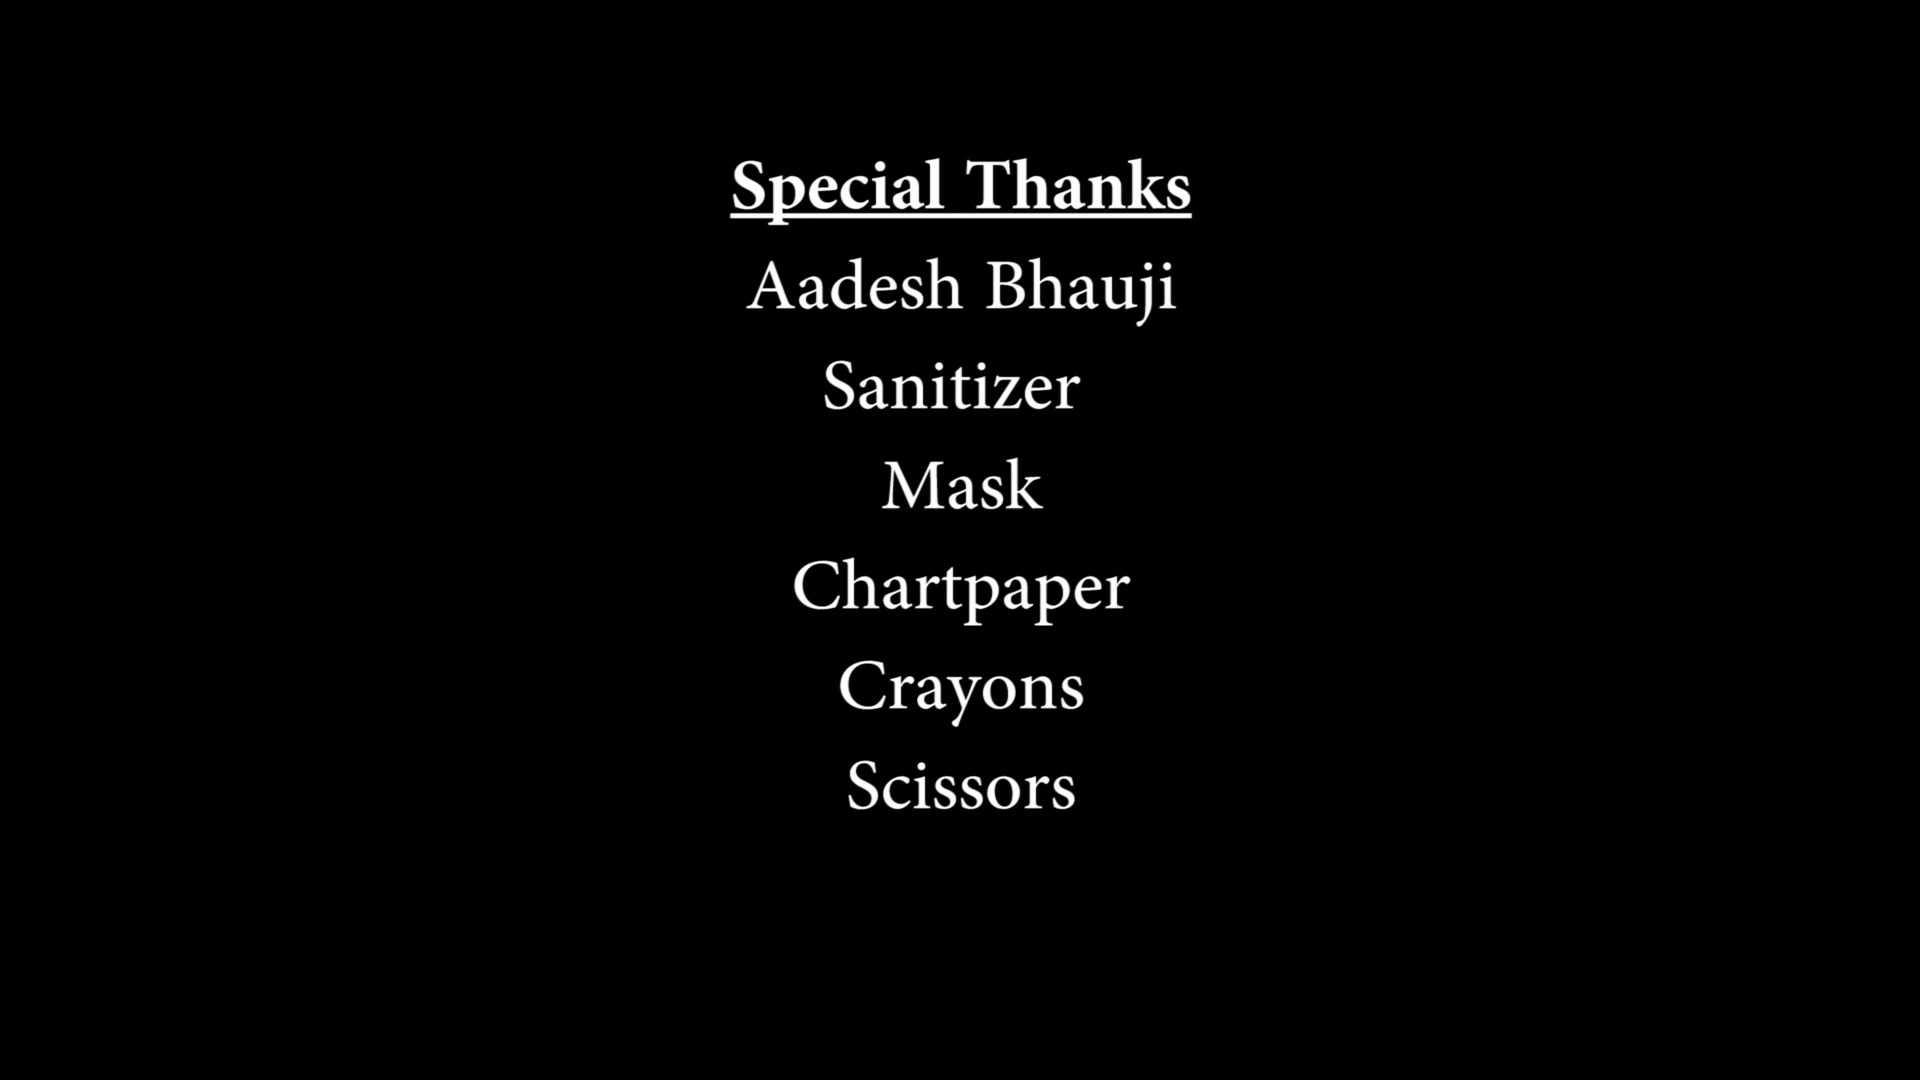 Special Thanks
Aadesh Bhauji
Sanitizer
Mask
Chartpaper
Crayons
Scissors